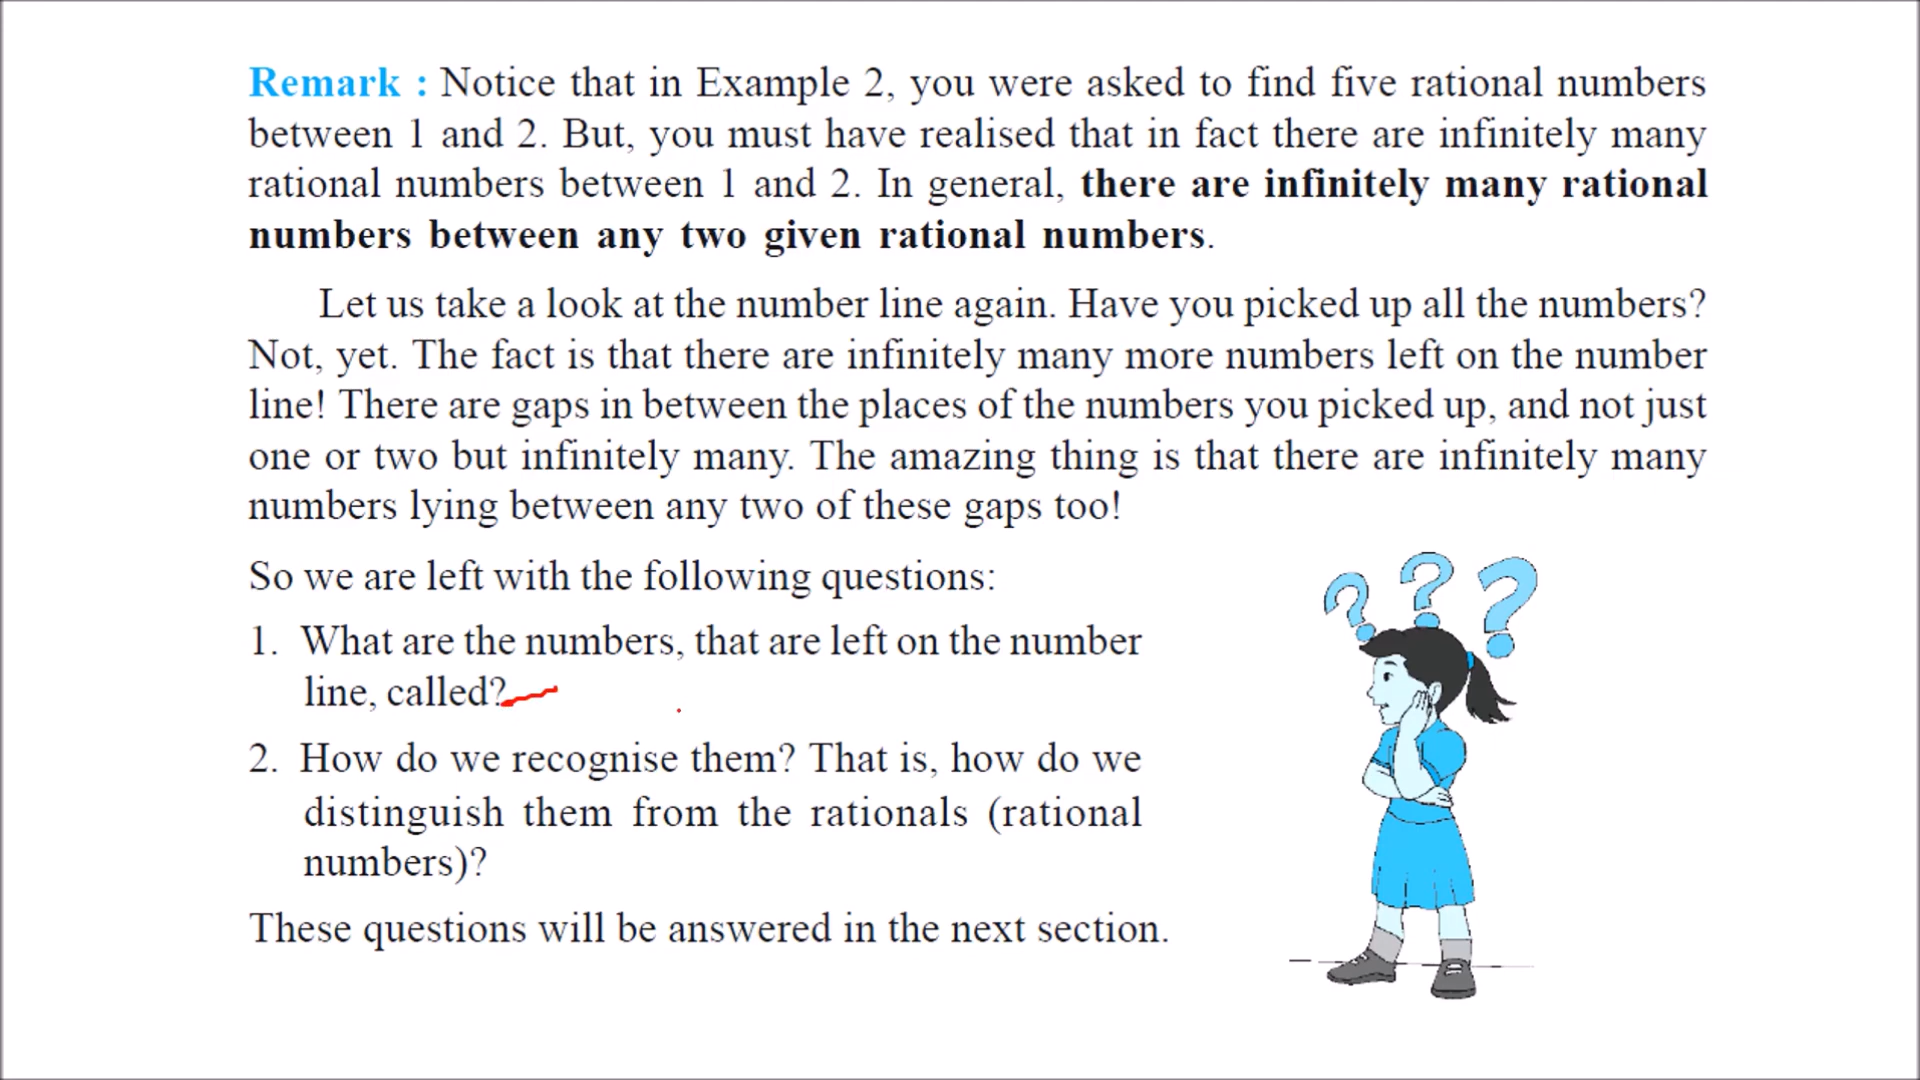 Remark : Notice that in Example 2, you were asked to find five rational numbers
between 1 and 2. But, you must have realised that in fact there are infinitely many
rational numbers between 1 and 2. In general, there are infinitely many rational
numbers between any two given rational numbers.
Let us take a look at the number line again. Have you picked up all the numbers?
Not, yet. The fact is that there are infinitely many more numbers left on the number
line! There are gaps in between the places of the numbers you picked up, and not just
one or two but infinitely many. The amazing thing is that there are infinitely many
numbers lying between any two of these gaps too!
So we are left with the following questions:
1. What are the numbers, that are left on the number
line, called?
2. How do we recognise them? That is, how do we
distinguish them from the rationals (rational
numbers)?
These questions will be answered in the next section.
? ? ?